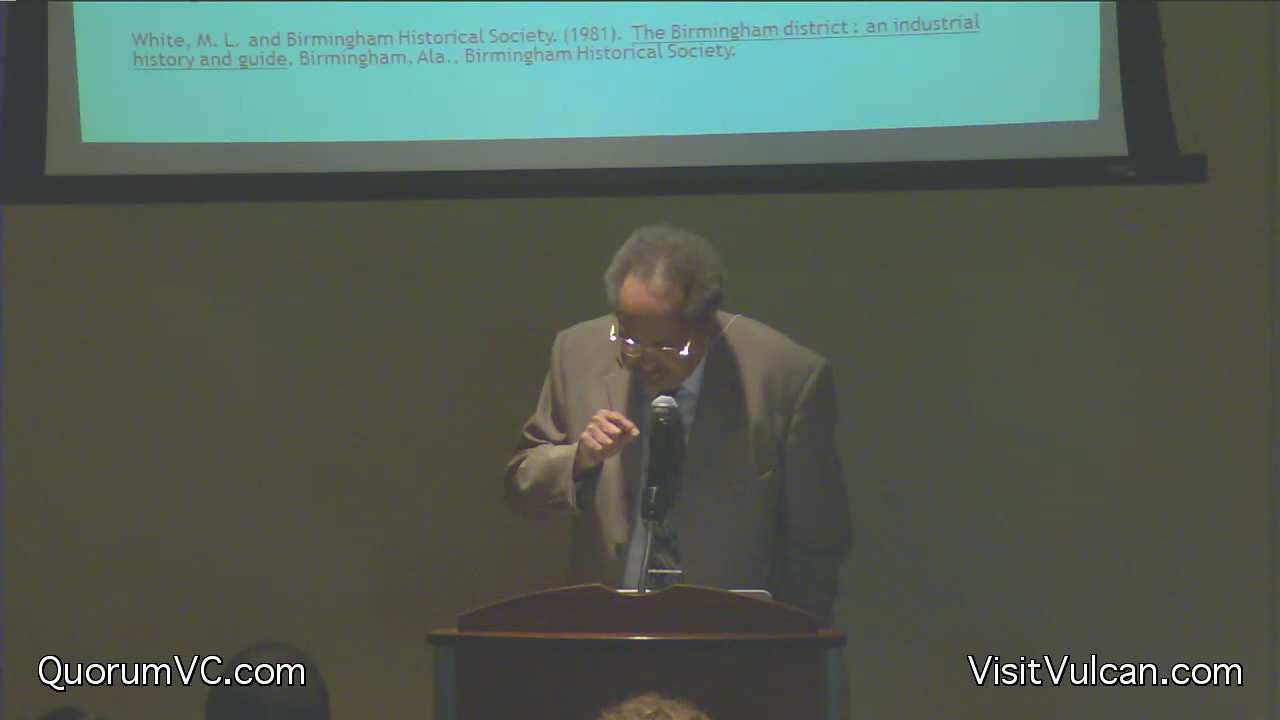 White, M. L. and Birmingham Historical Society. (1981). The Birmingham district : an industrial
history and guide. Birmingham, Ala., Birmingham Historical Society.
QuorumVC.com
VisitVulcan.com